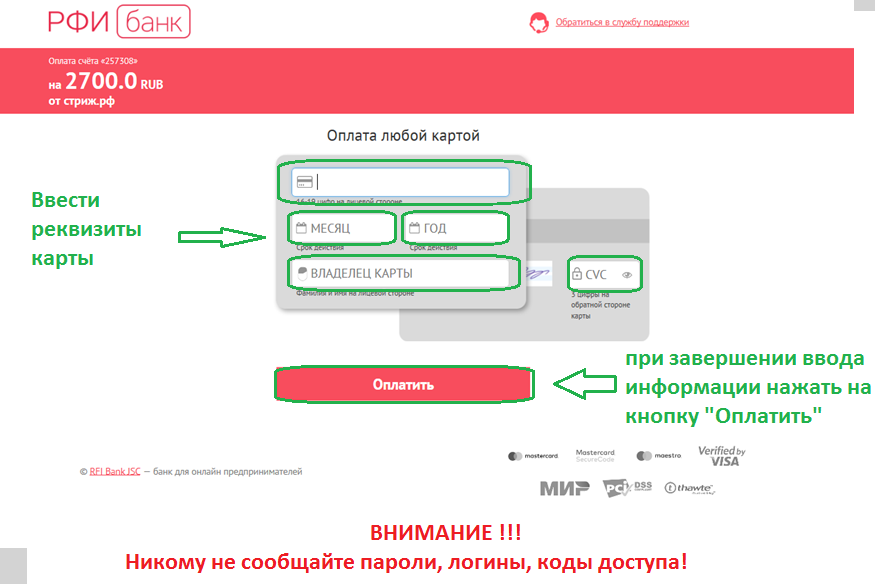 РФИ банк
Обратиться в службу поддержки
Оплата счёта «257308»
на 2700.0 RUB
от стриж.рф
Оплата любой картой
16-18 цифр на лицевой стороне
Ввести
реквизиты
карты
МЕСЯЦ
ГОД
Срок действия
Срок действия
ВЛАДЕЛЕЦ КАРТЫ
Фамилия и имя на лицевой стороне
CVC
3 цифры на
обратной стороне
карты
Оплатить
при завершении ввода
информации нажать на
кнопку "Оплатить"
mastercard
Mastercard
SecureCode
maestro
Verified by
VISA
© RFI Bank JSC — банк для онлайн предпринимателей
МИР
PCI DSS
thawte
ВНИМАНИЕ !!!
Никому не сообщайте пароли, логины, коды доступа!